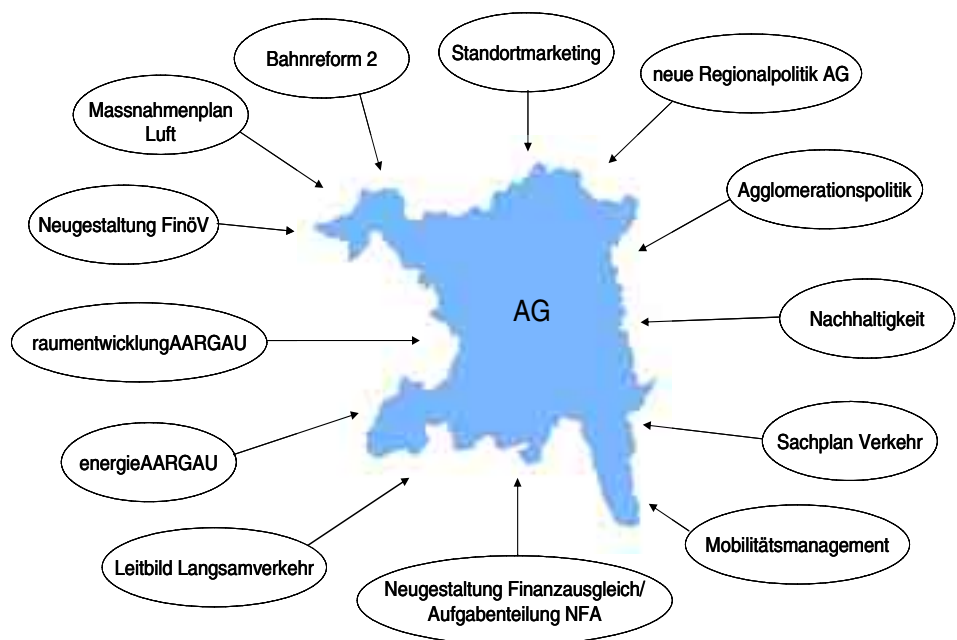 Bahnreform 2
Standortmarketing
neue Regionalpolitik AG
Massnahmenplan
Luft
Agglomerationspolitik
Neugestaltung FinöV
AG
Nachhaltigkeit
raumentwicklungAARGAU
Sachplan Verkehr
energieAARGAU
Mobilitätsmanagement
Leitbild Langsamverkehr
Neugestaltung Finanzausgleich/
Aufgabenteilung NFA